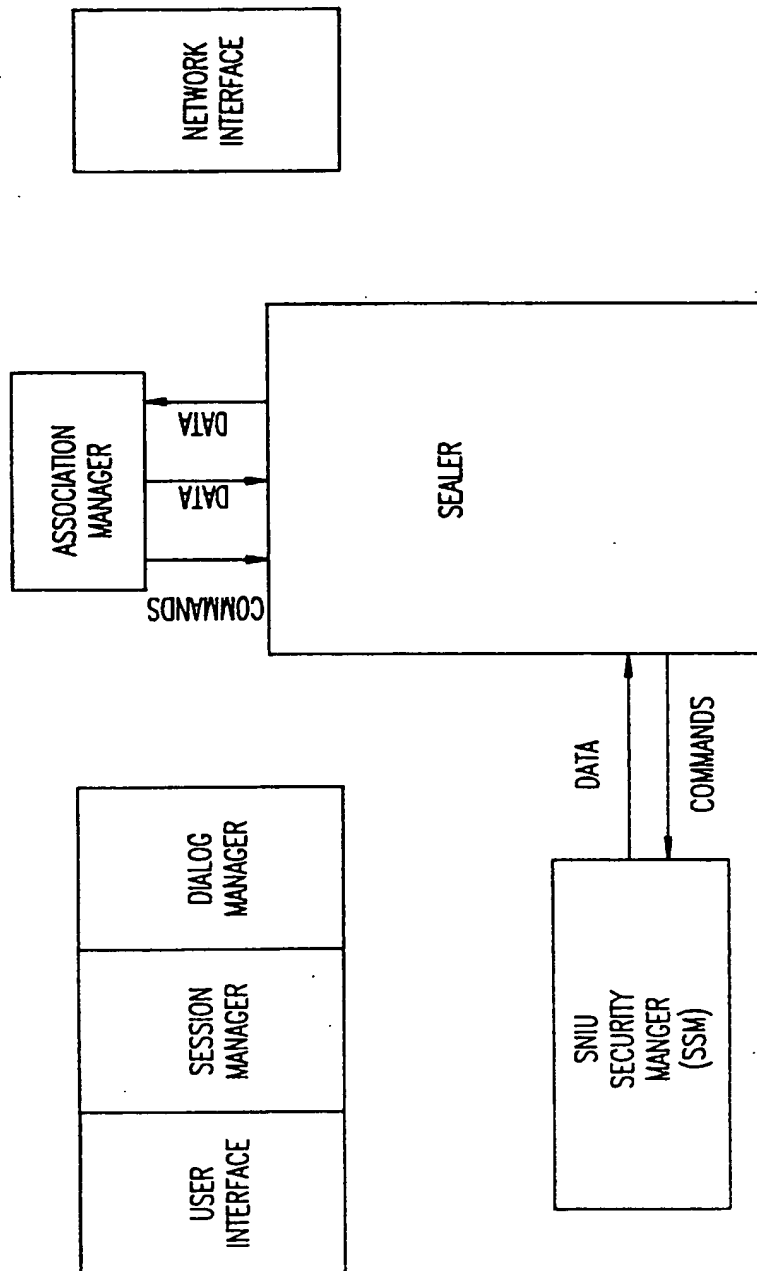 USER
INTERFACE
SESSION
MANAGER
DIALOG
MANAGER
ASSOCIATION
MANAGER
NETWORK
INTERFACE
COMMANDS
DATA
DATA
SEALER
DATA
COMMANDS
SNIU
SECURITY
MANGER
(SSM)